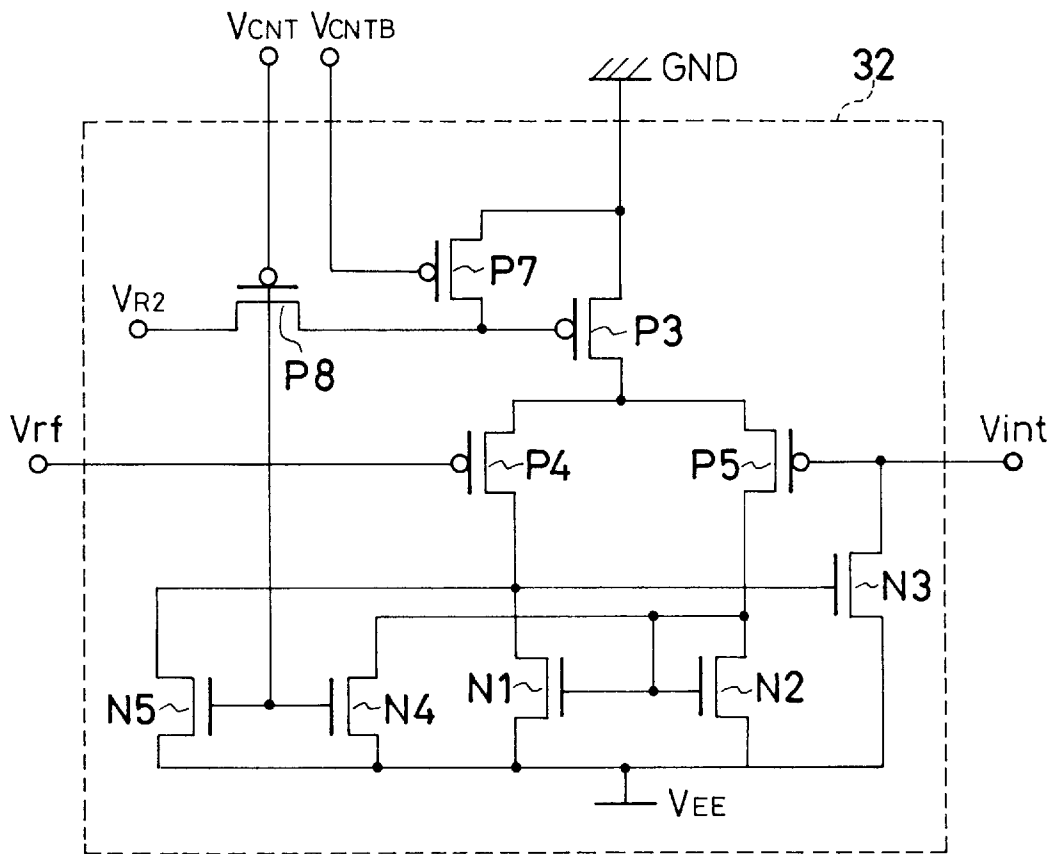 VCNT VCNTB
GND
32
P7
VR2
P3
P8
Vrf
Vint
P4
P5
N3
N5
N4
N1
N2
VEE